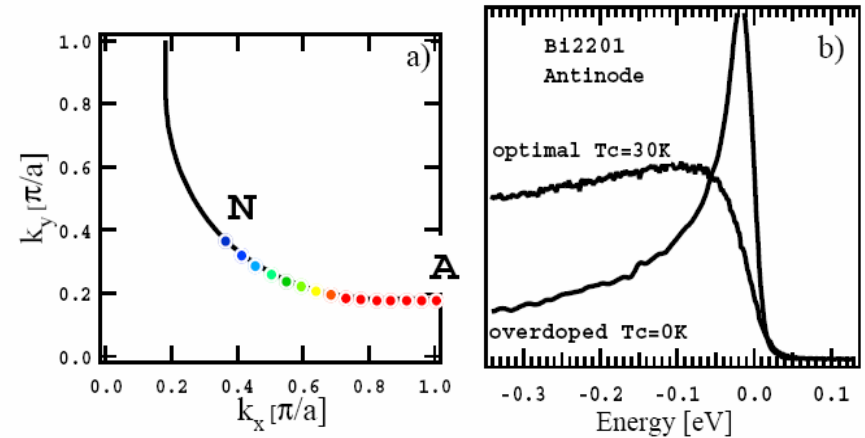 a)
1.0
0.8
0.6
0.4
0.2
0.0
k_y [π/a]
N
A
0.0 0.2 0.4 0.6 0.8 1.0
k_x [π/a]
b)
Bi2201
Antinode
optimal Tc=30K
overdoped Tc=0K
-0.3 -0.2 -0.1 0.0 0.1
Energy [eV]